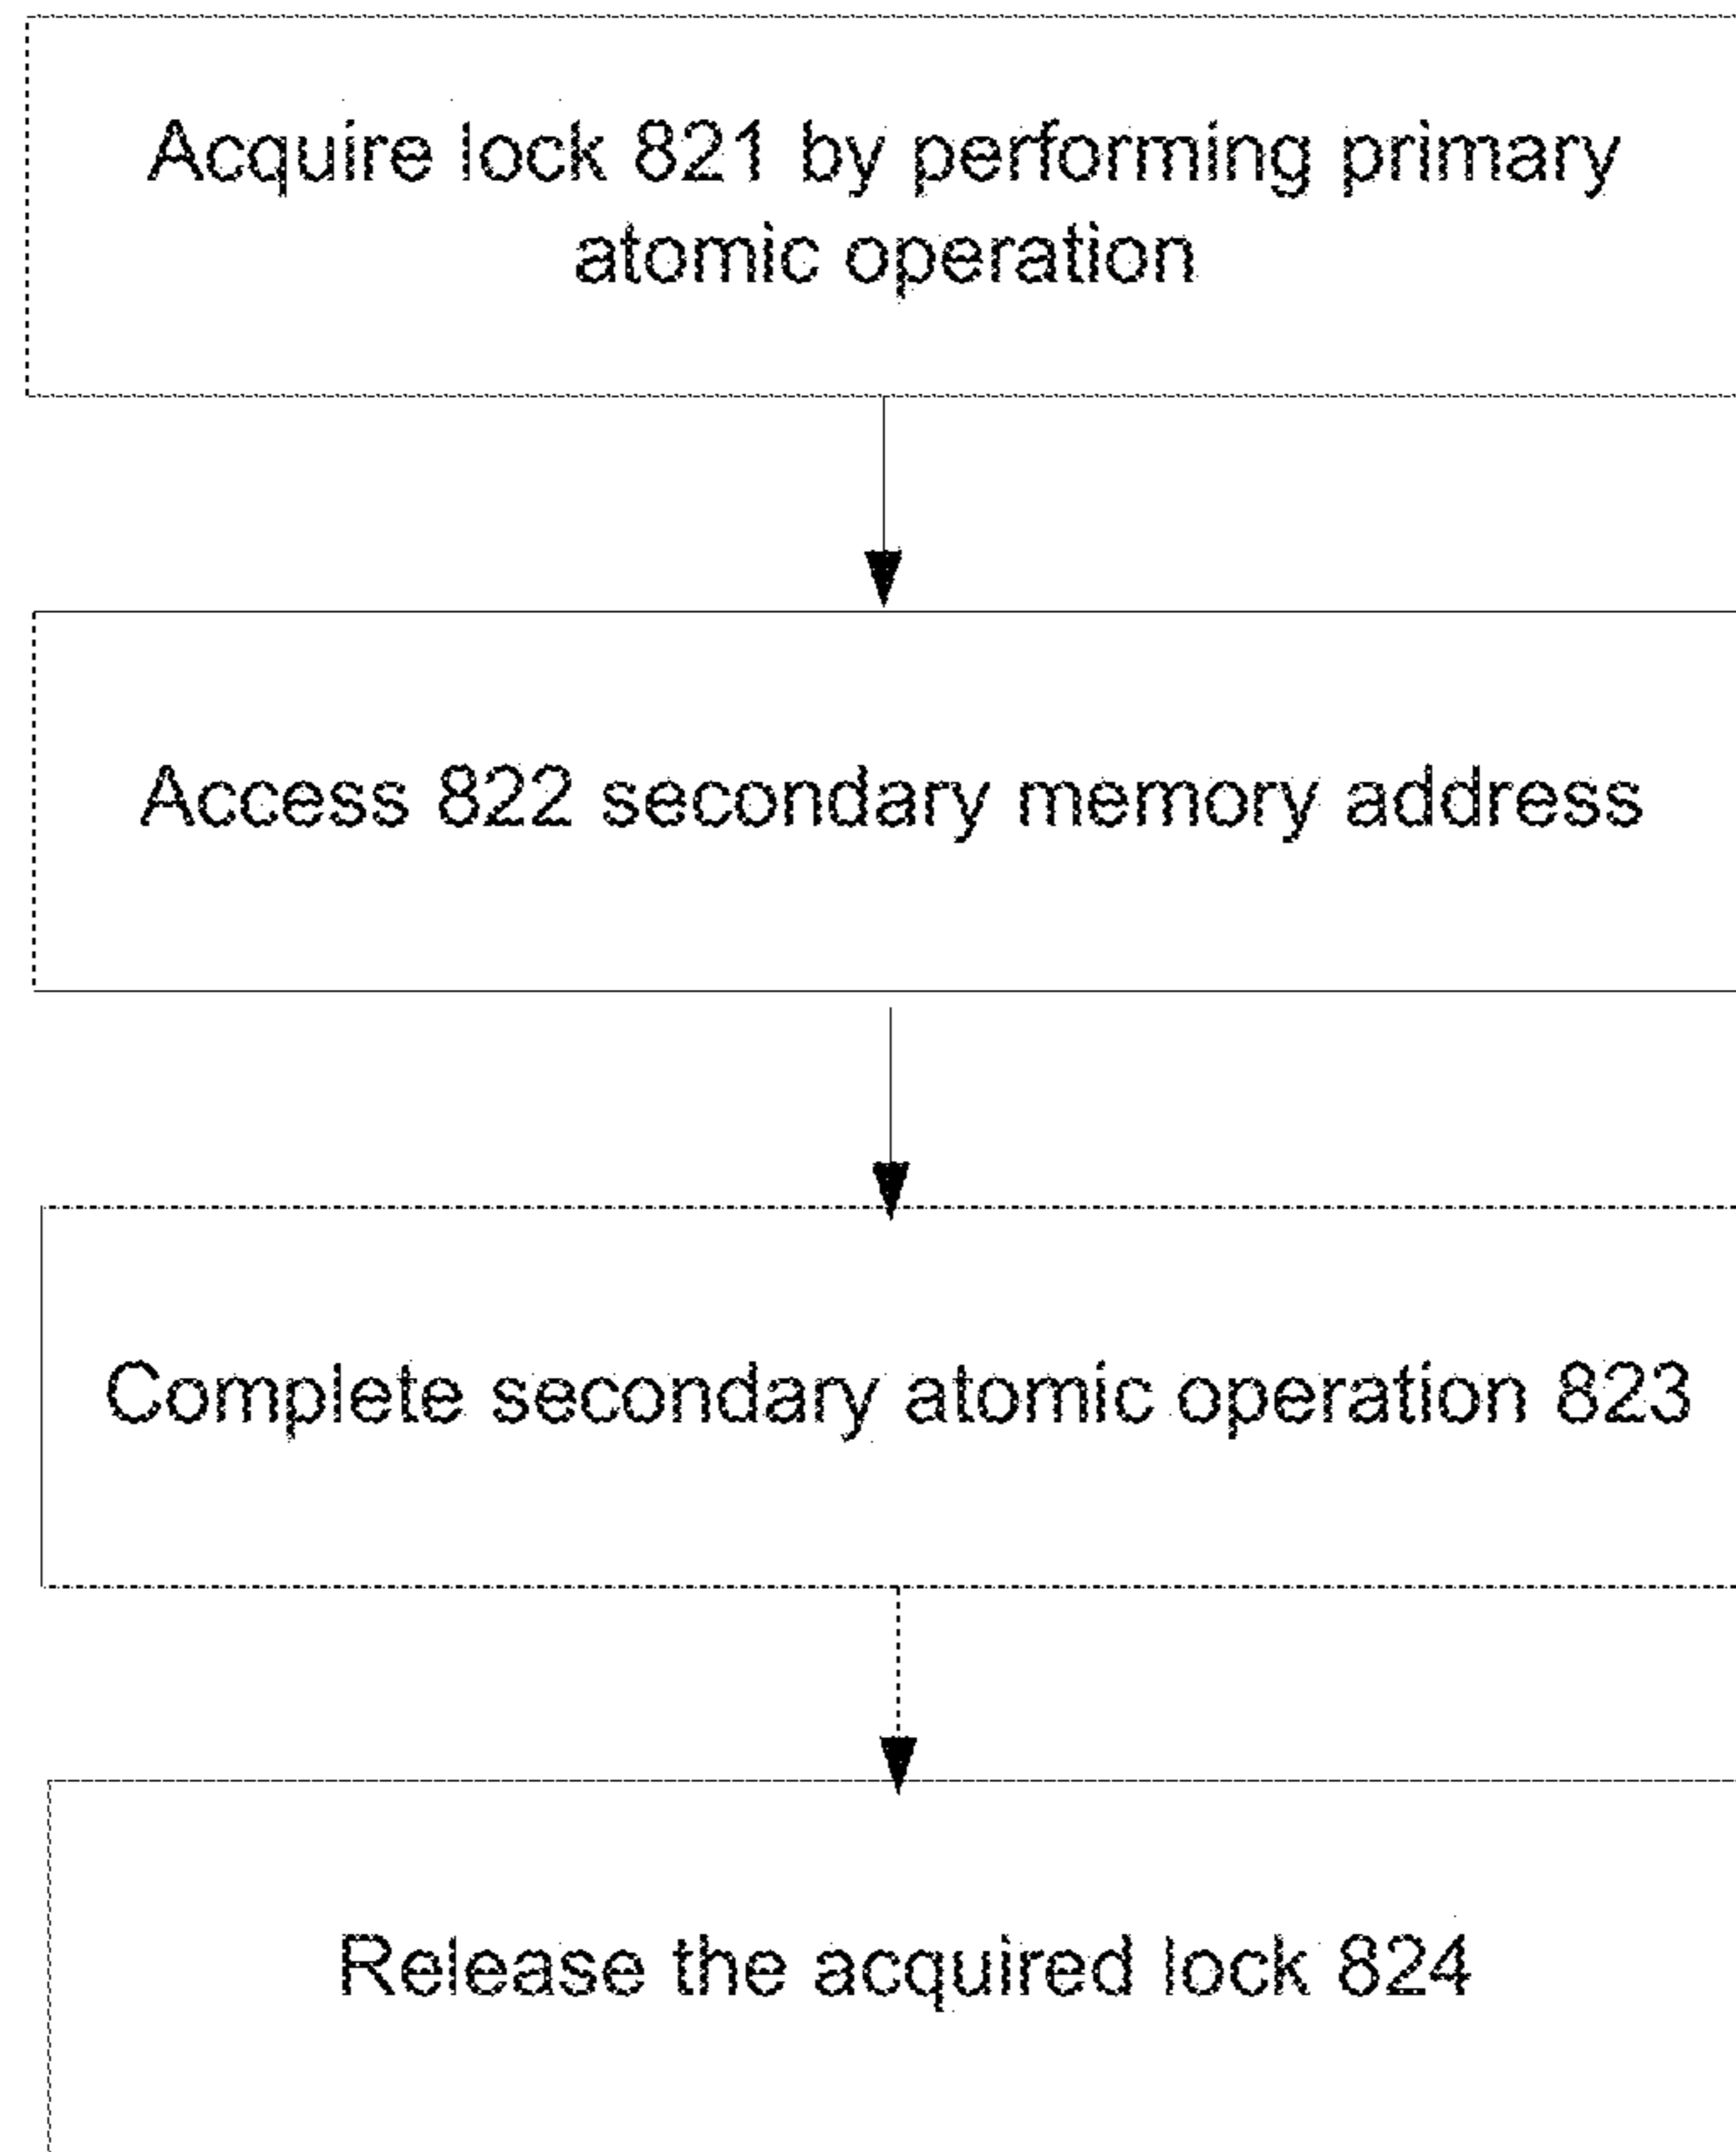 Acquire lock 821 by performing primary
atomic operation
Access 822 secondary memory address
Complete secondary atomic operation 823
Release the acquired lock 824